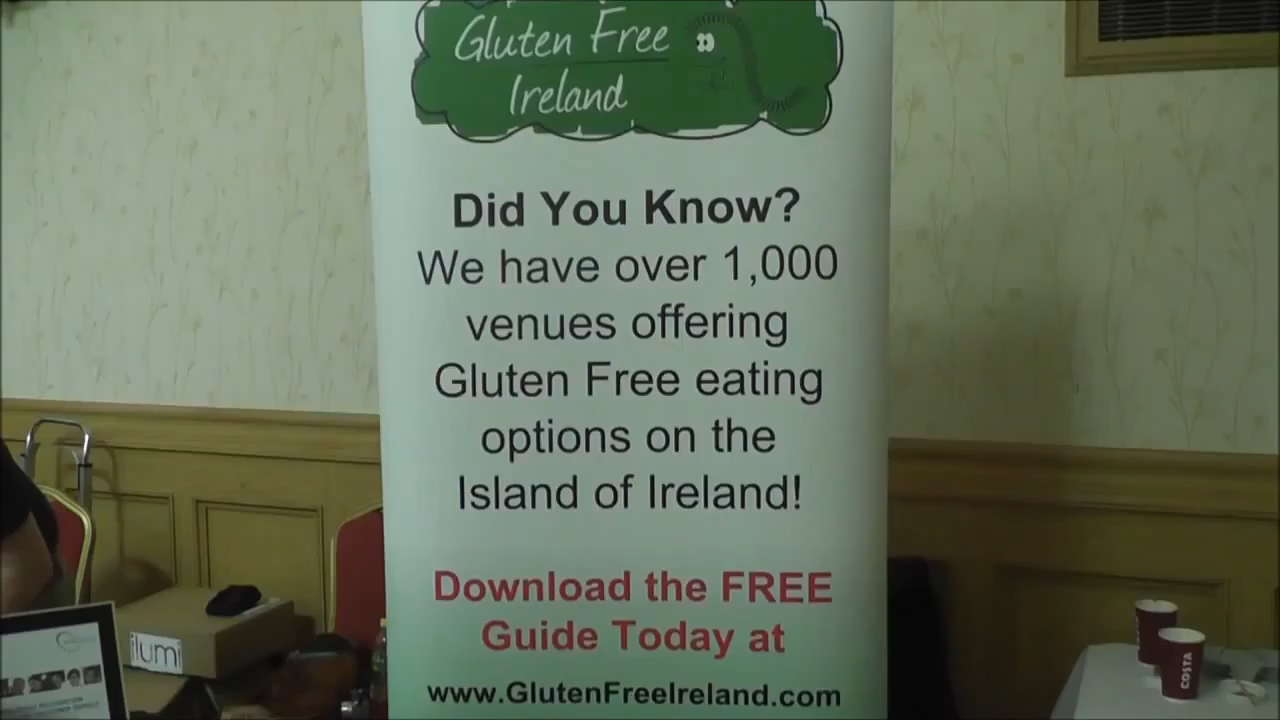 Gluten Free
Ireland
Did You Know?
We have over 1,000
venues offering
Gluten Free eating
options on the
Island of Ireland!
Download the FREE
Guide Today at
www.GlutenFreeIreland.com
ilumi
COSTA